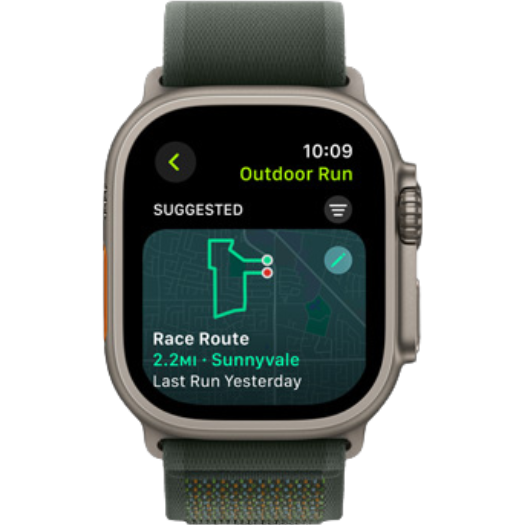 10:09
Outdoor Run
SUGGESTED
Race Route
2.2MI · Sunnyvale
Last Run Yesterday